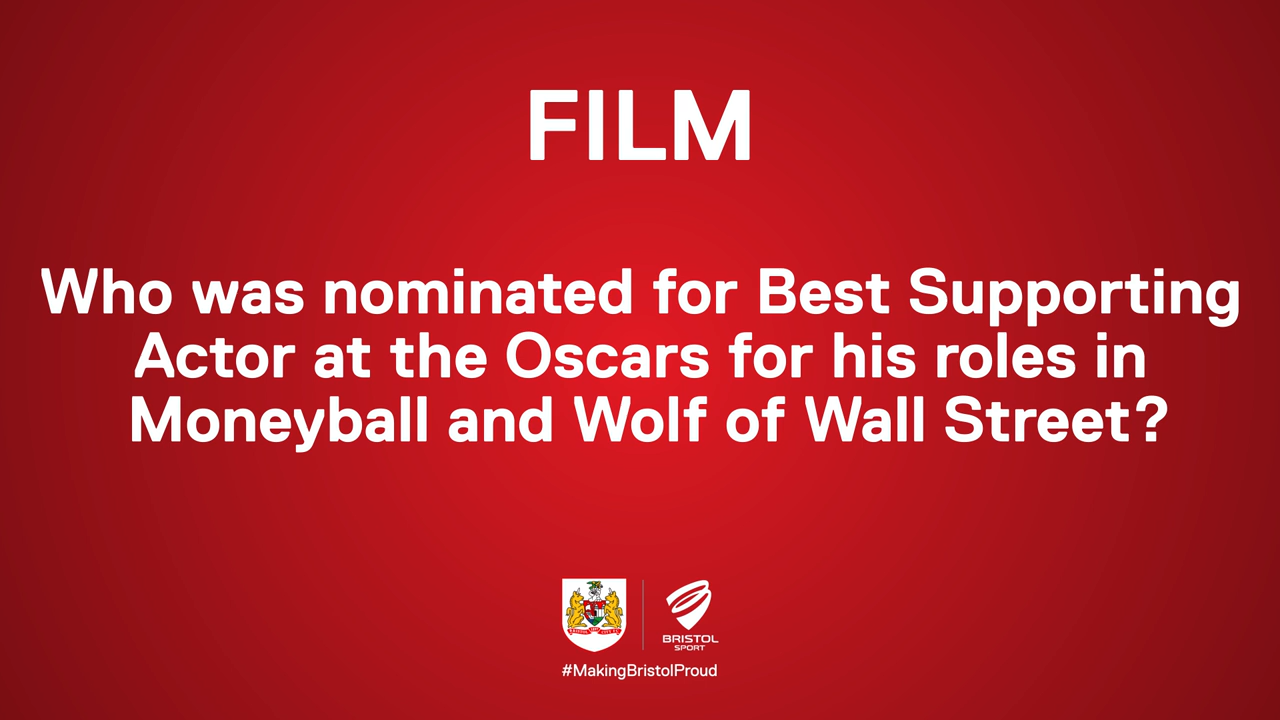 FILM
Who was nominated for Best Supporting
Actor at the Oscars for his roles in
Moneyball and Wolf of Wall Street?
BRISTOL
SPORT
#MakingBristolProud